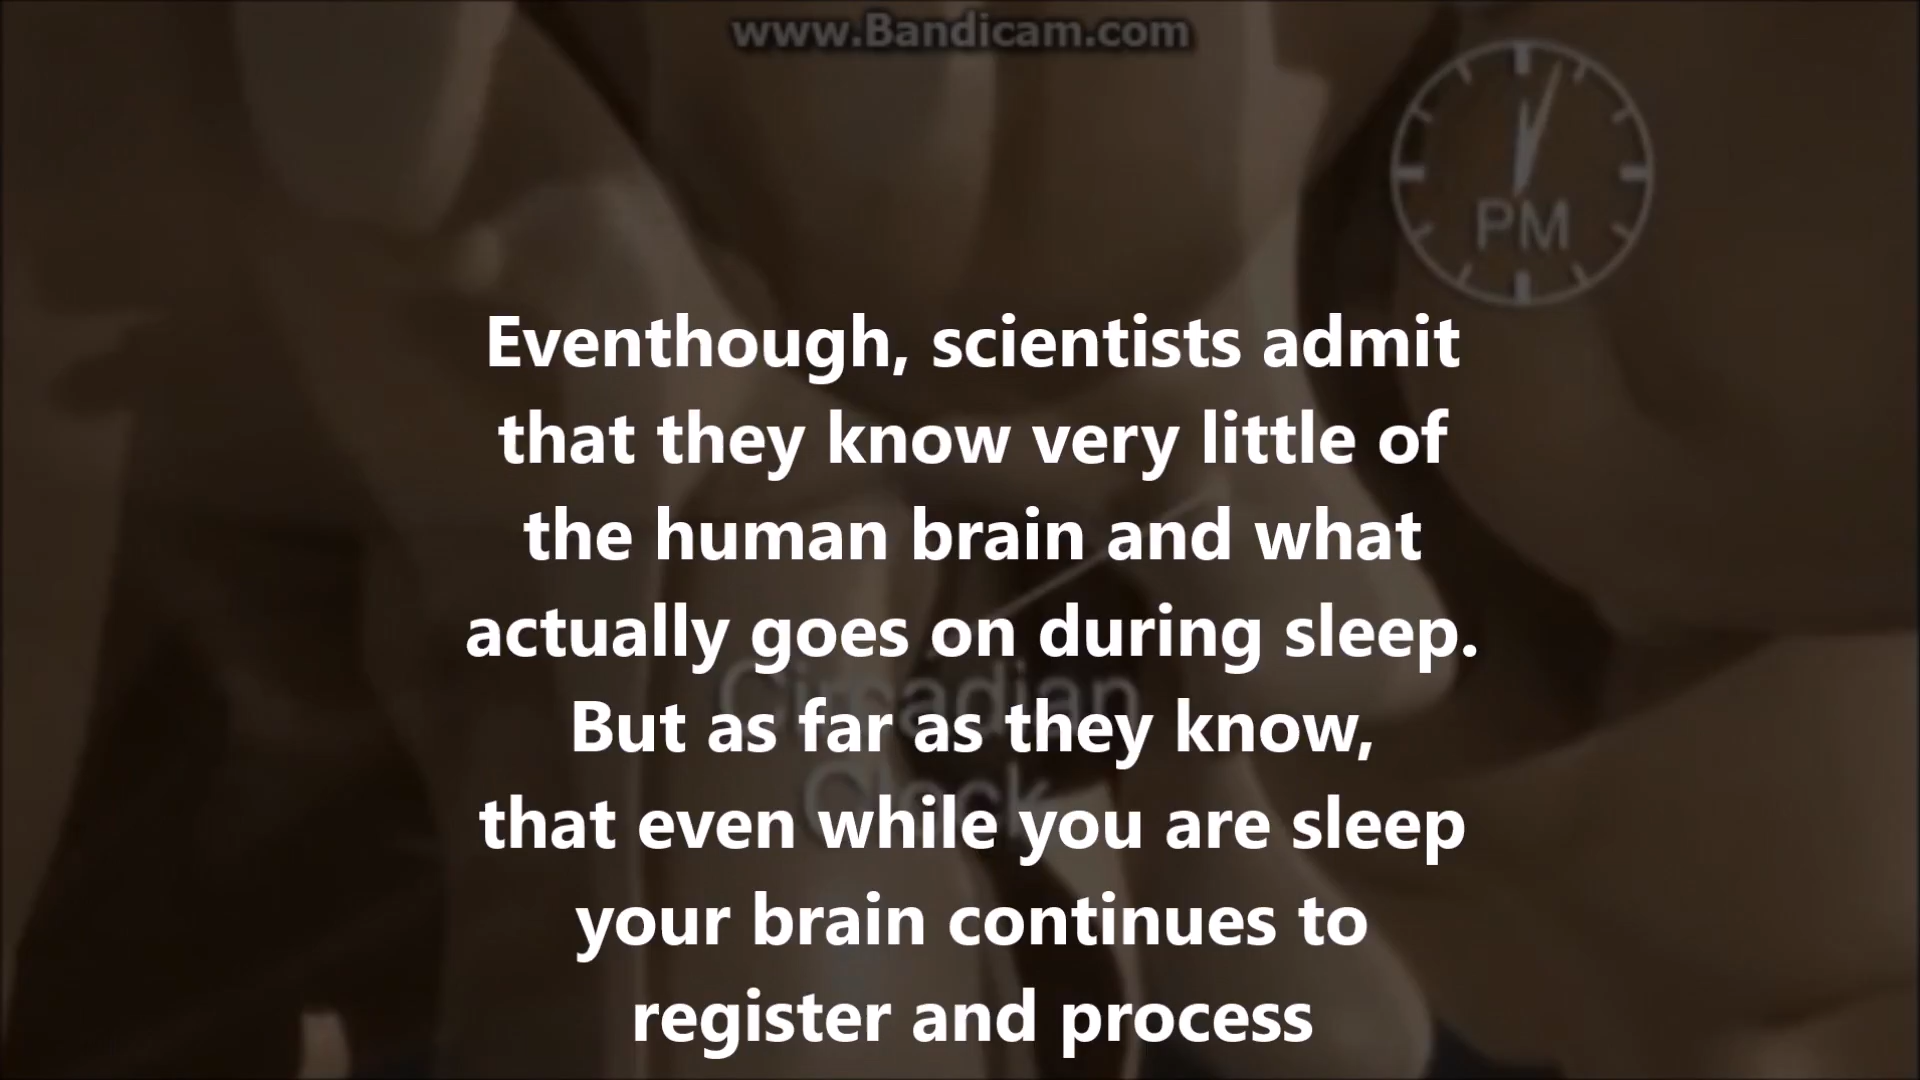 www.Bandicam.com
PM
Eventhough, scientists admit
that they know very little of
the human brain and what
actually goes on during sleep.
Circadian
But as far as they know,
Clock
that even while you are sleep
your brain continues to
register and process